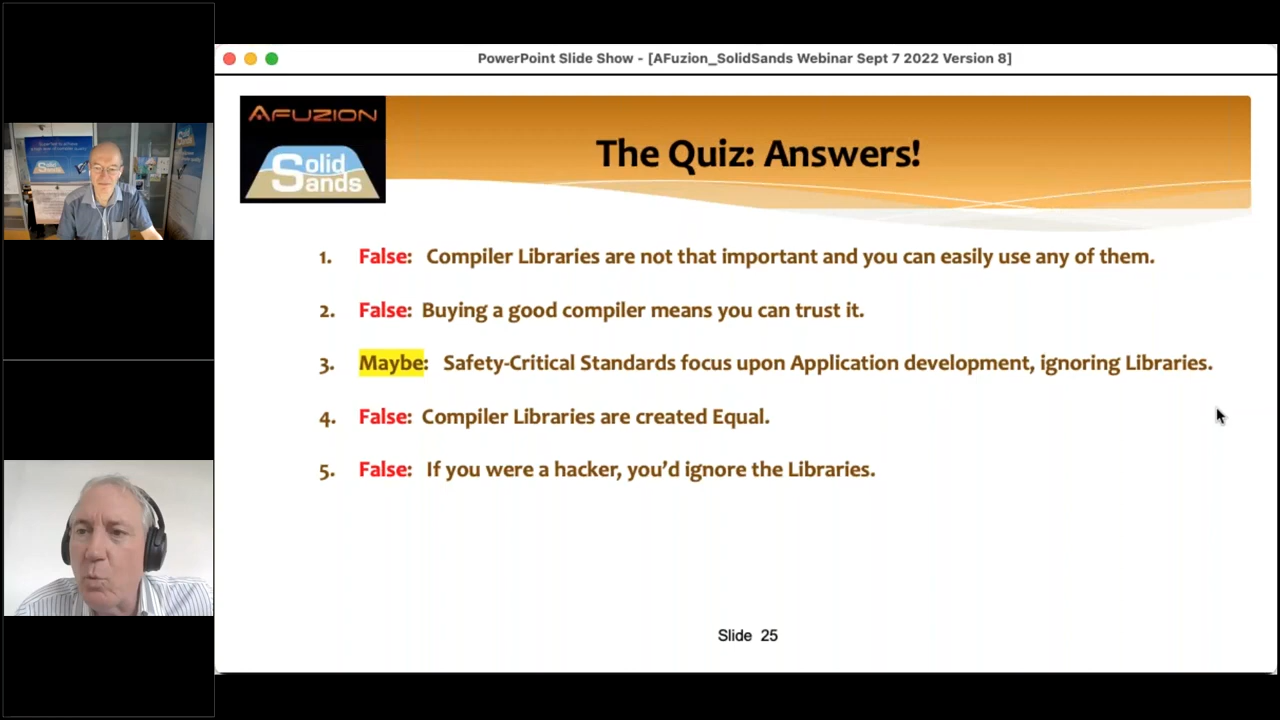 PowerPoint Slide Show - [AFuzion_SolidSands Webinar Sept 7 2022 Version 8]
AFUZION
Solid
Sands
The Quiz: Answers!
1. False: Compiler Libraries are not that important and you can easily use any of them.
2. False: Buying a good compiler means you can trust it.
3. Maybe: Safety-Critical Standards focus upon Application development, ignoring Libraries.
4. False: Compiler Libraries are created Equal.
5. False: If you were a hacker, you’d ignore the Libraries.
Slide 25